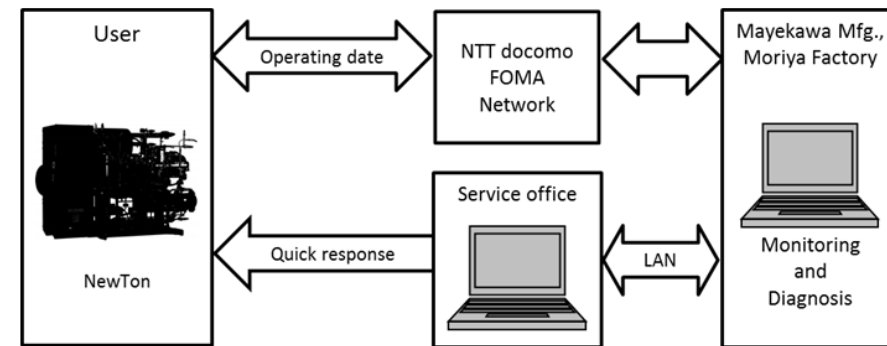 User
NewTon
Operating date
NTT docomo
FOMA
Network
Mayekawa Mfg.,
Moriya Factory
Monitoring
and
Diagnosis
Service office
Quick response
LAN